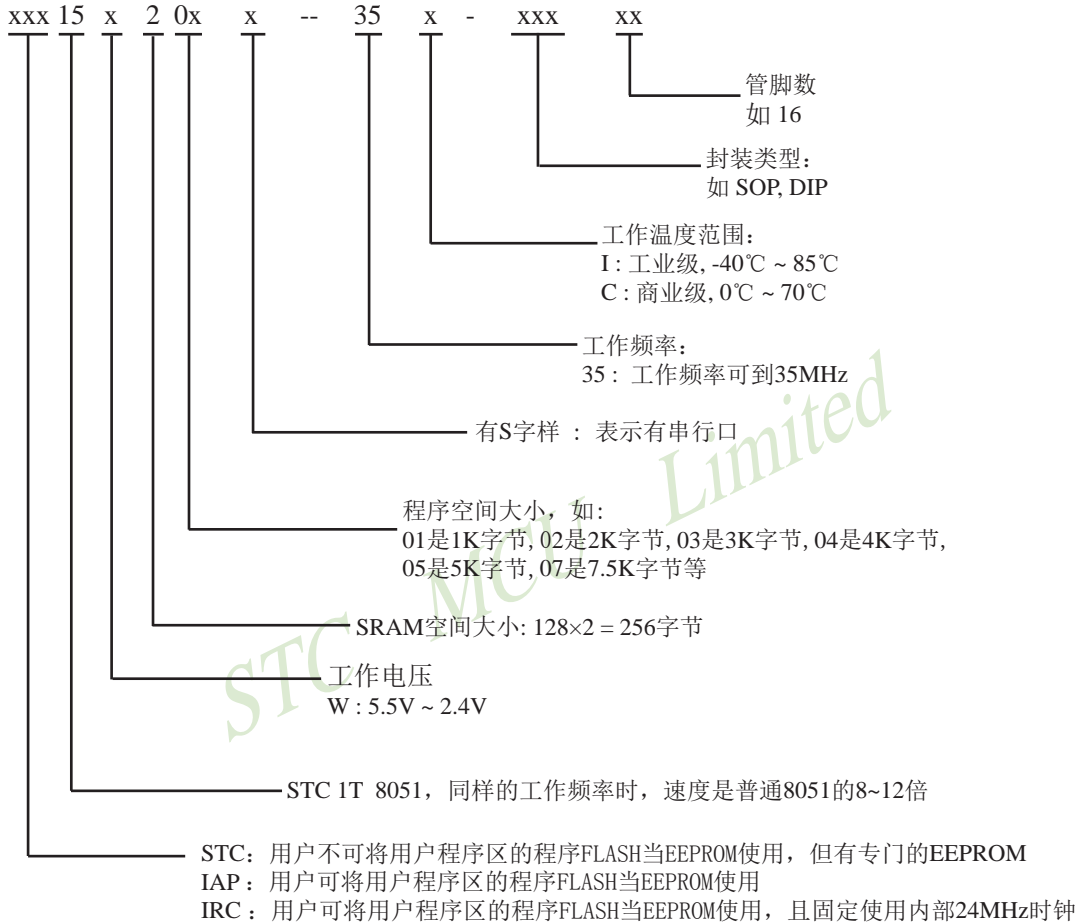 xxx 15 x 2 0x x -- 35 x - xxx xx
管脚数
如 16
封装类型：
如 SOP, DIP
工作温度范围：
I : 工业级, -40℃ ~ 85℃
C : 商业级, 0℃ ~ 70℃
工作频率：
35 : 工作频率可到35MHz
有S字样 : 表示有串行口
程序空间大小，如:
01是1K字节, 02是2K字节, 03是3K字节, 04是4K字节,
05是5K字节, 07是7.5K字节等
SRAM空间大小: 128×2 = 256字节
工作电压
W : 5.5V ~ 2.4V
STC 1T 8051，同样的工作频率时，速度是普通8051的8~12倍
STC：用户不可将用户程序区的程序FLASH当EEPROM使用，但有专门的EEPROM
IAP：用户可将用户程序区的程序FLASH当EEPROM使用
IRC：用户可将用户程序区的程序FLASH当EEPROM使用，且固定使用内部24MHz时钟
STC MCU Limited